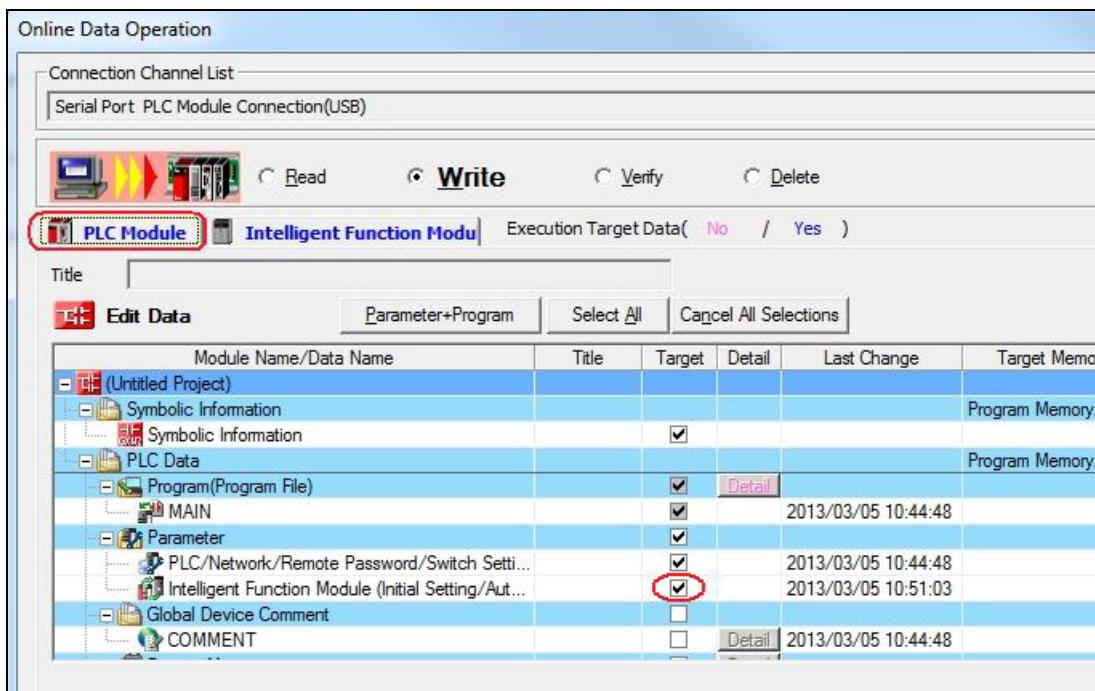 Online Data Operation
Connection Channel List
Serial Port PLC Module Connection(USB)
Read Write Verify Delete
PLC Module Intelligent Function Modu Execution Target Data( No / Yes )
Title
Edit Data Parameter+Program Select All Cancel All Selections
Module Name/Data Name Title Target Detail Last Change Target Memo
(Untitled Project)
Symbolic Information Program Memory
Symbolic Information
PLC Data Program Memory
Program(Program File) Detail
MAIN 2013/03/05 10:44:48
Parameter
PLC/Network/Remote Password/Switch Setti... 2013/03/05 10:44:48
Intelligent Function Module (Initial Setting/Aut... 2013/03/05 10:51:03
Global Device Comment
COMMENT Detail 2013/03/05 10:44:48